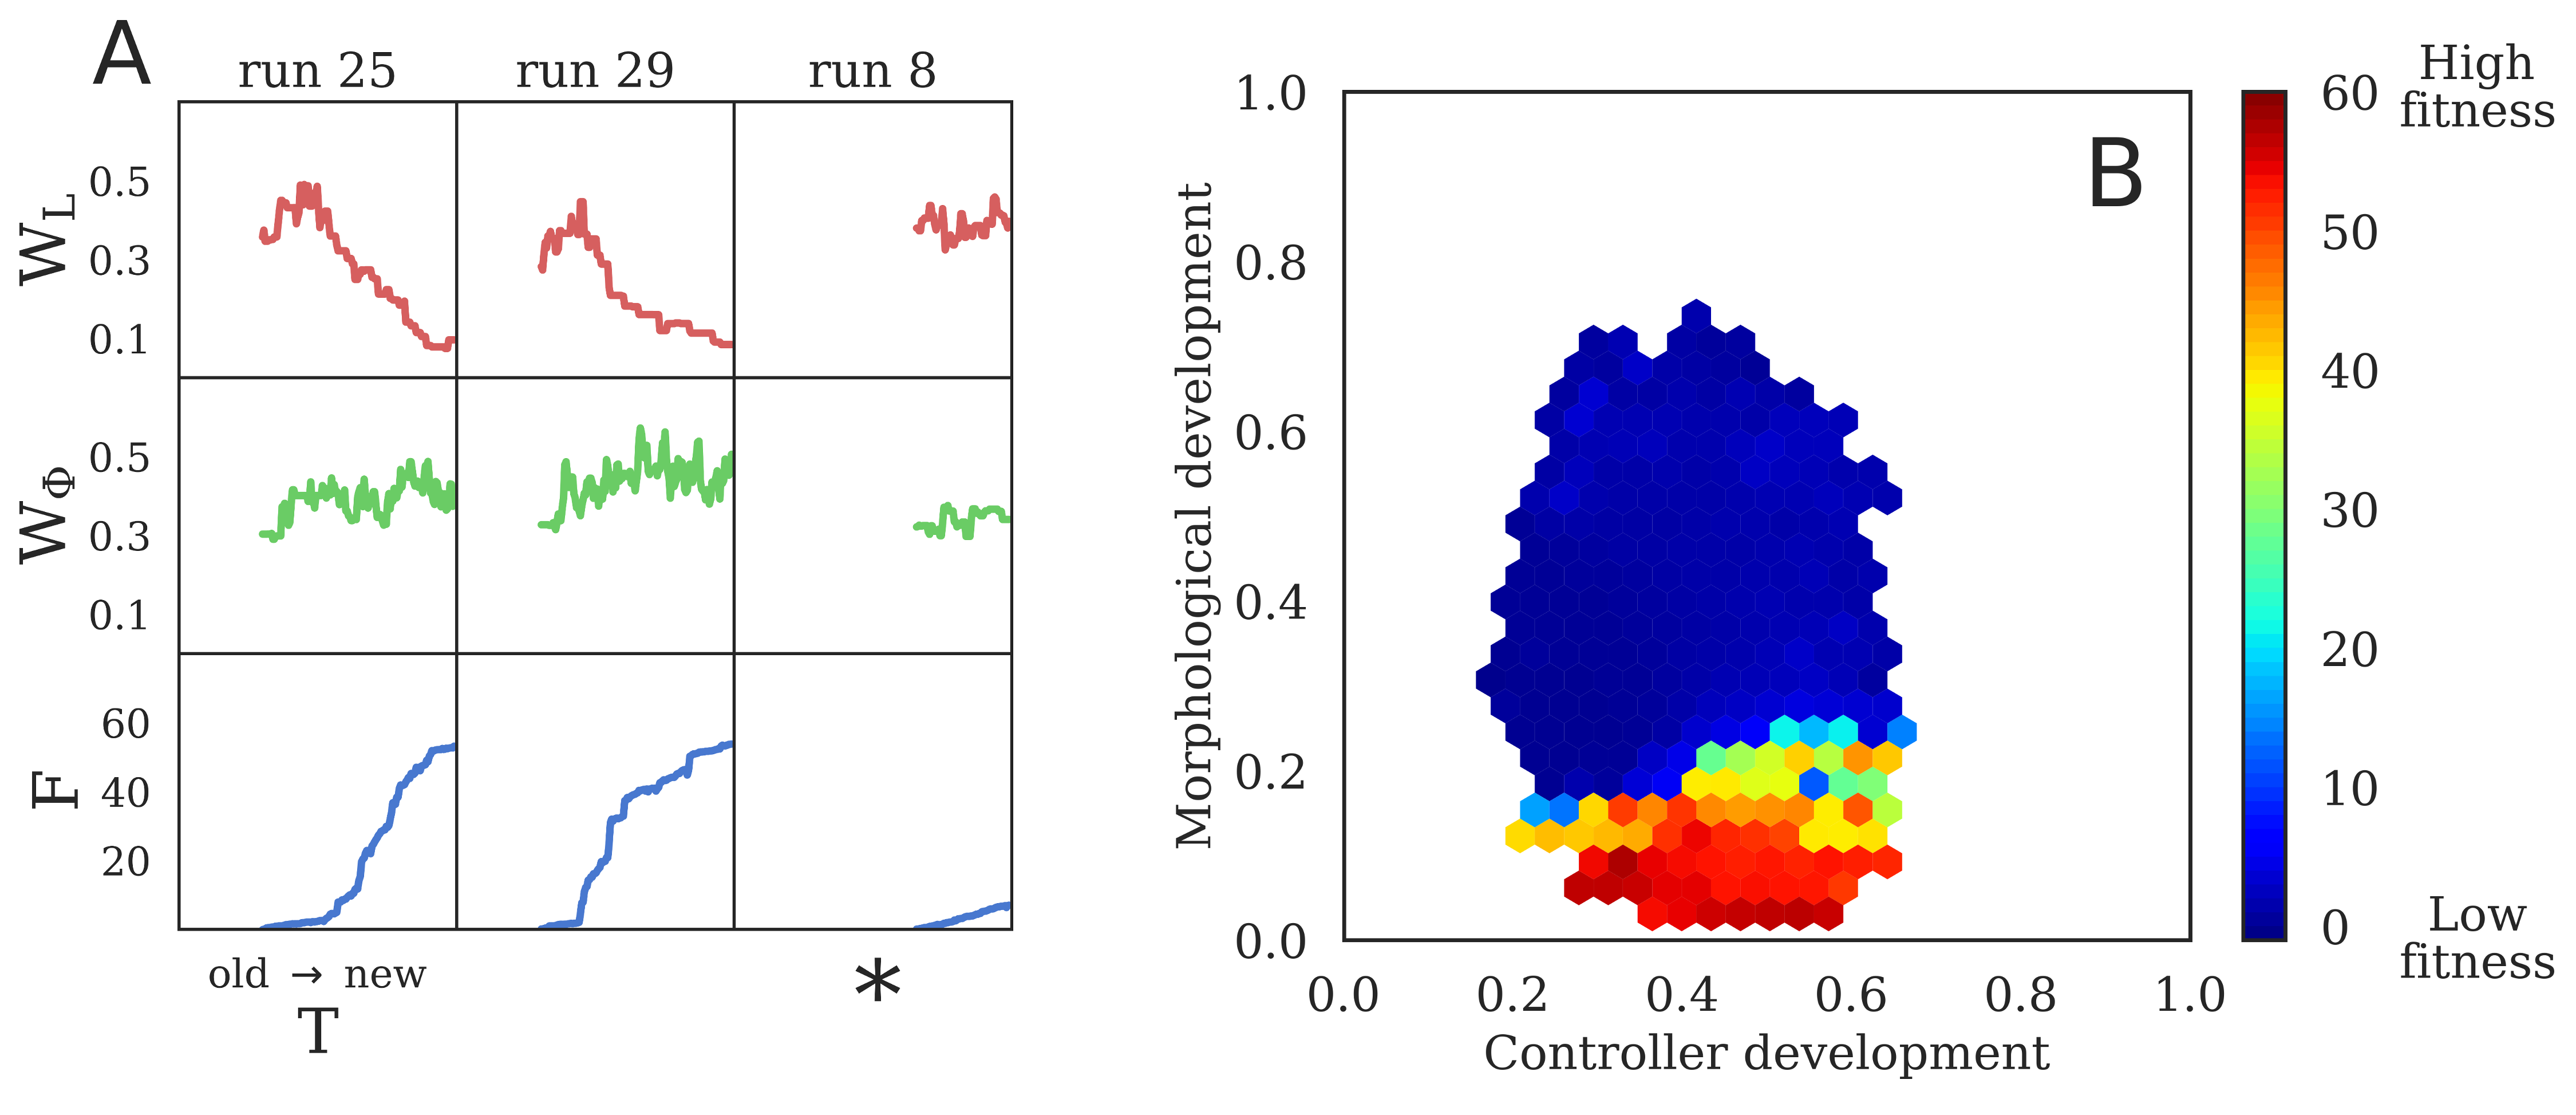 A
run 25 run 29 run 8
W_L
0.5
0.3
0.1
W_Φ
0.5
0.3
0.1
F
60
40
20
old → new
T
*
B
Morphological development
1.0
0.8
0.6
0.4
0.2
0.0
0.0 0.2 0.4 0.6 0.8 1.0
Controller development
60
50
40
30
20
10
0
High
fitness
Low
fitness